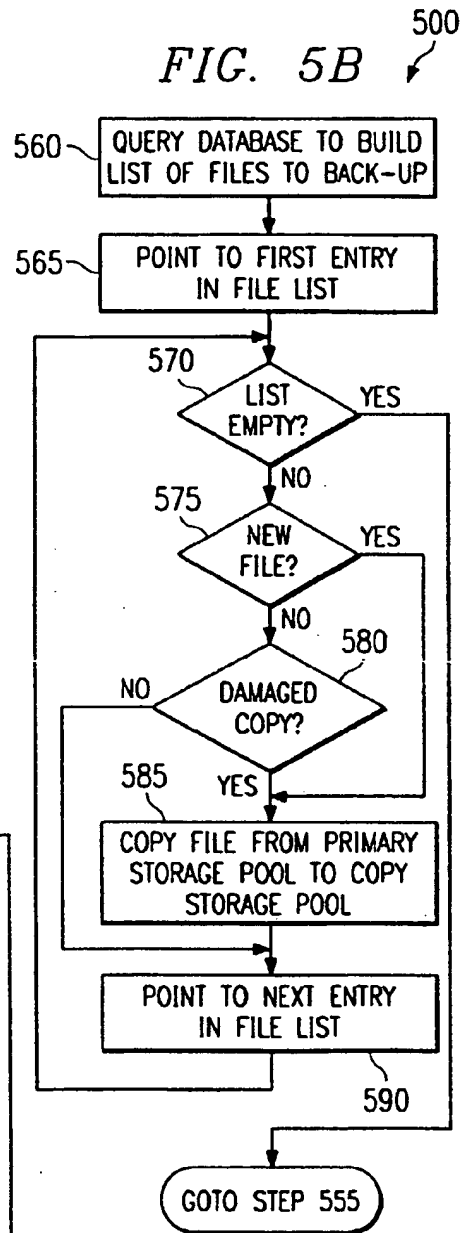 500
FIG. 5B
560
QUERY DATABASE TO BUILD
LIST OF FILES TO BACK-UP
565
POINT TO FIRST ENTRY
IN FILE LIST
570
LIST
EMPTY?
YES
NO
575
NEW
FILE?
YES
NO
580
NO
DAMAGED
COPY?
YES
585
COPY FILE FROM PRIMARY
STORAGE POOL TO COPY
STORAGE POOL
POINT TO NEXT ENTRY
IN FILE LIST
590
GOTO STEP 555